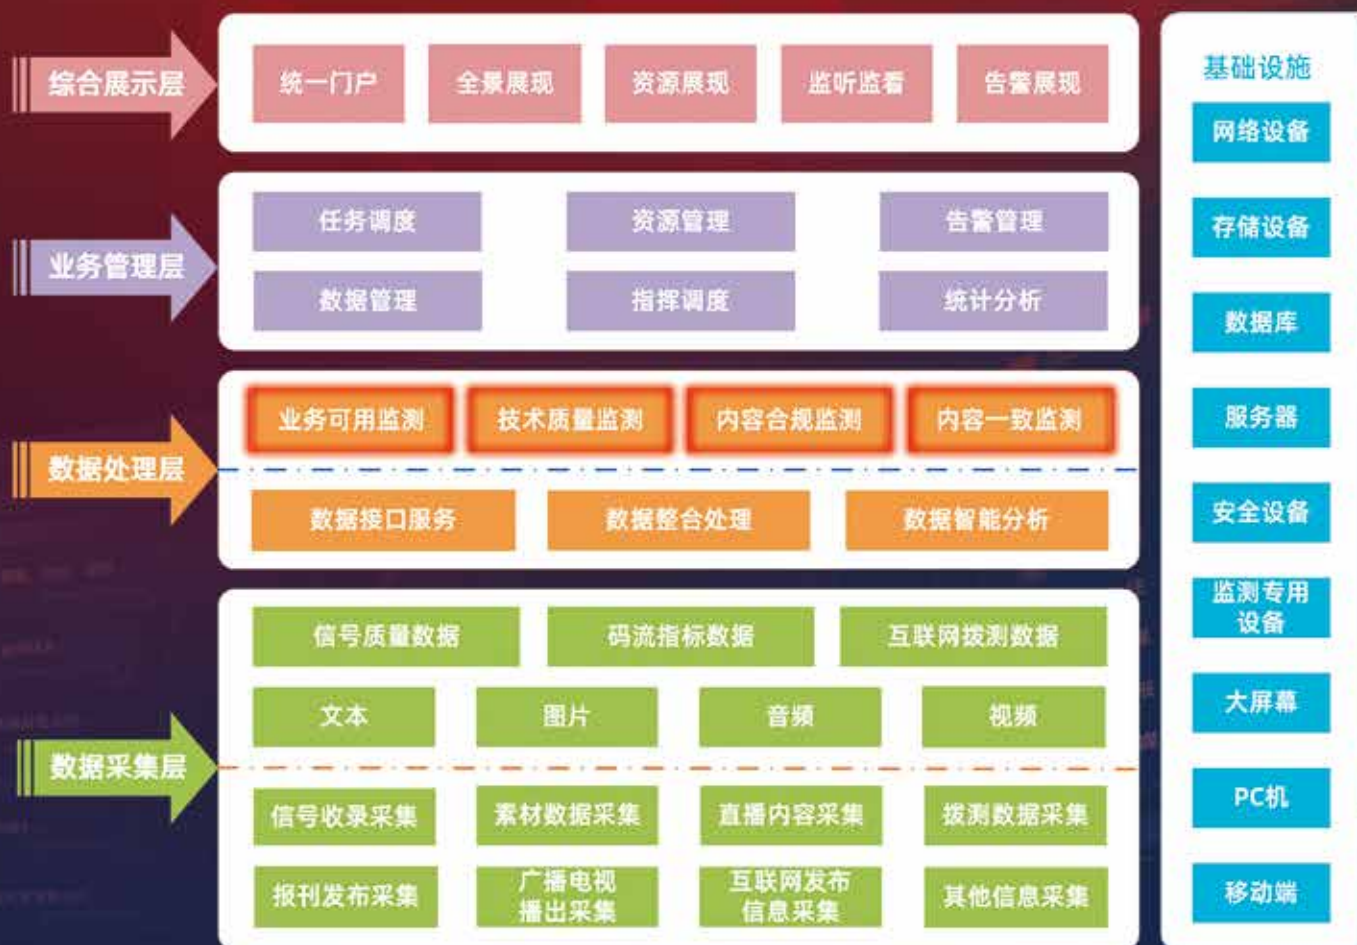 综合展示层
统一门户
全景展现
资源展现
监听监看
告警展现
业务管理层
任务调度
资源管理
告警管理
数据管理
指挥调度
统计分析
数据处理层
业务可用监测
技术质量监测
内容合规监测
内容一致监测
数据接口服务
数据整合处理
数据智能分析
数据采集层
信号质量数据
码流指标数据
互联网拨测数据
文本
图片
音频
视频
信号收录采集
素材数据采集
直播内容采集
拨测数据采集
报刊发布采集
广播电视
播出采集
互联网发布
信息采集
其他信息采集
基础设施
网络设备
存储设备
数据库
服务器
安全设备
监测专用
设备
大屏幕
PC机
移动端